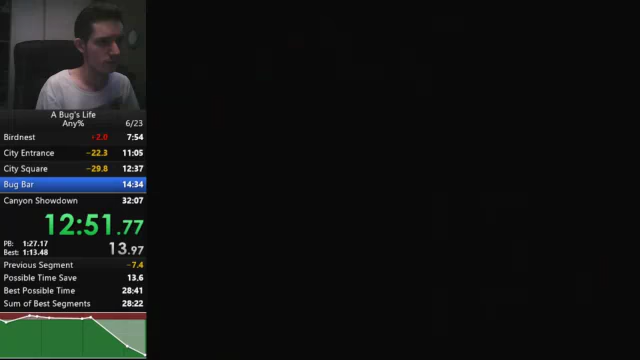 A Bug's Life
Any%
6/23
Birdnest +2.0 7:54
City Entrance −22.3 11:05
City Square −29.8 12:37
Bug Bar 14:34
Canyon Showdown 32:07
12:51.77
PB: 1:27.17
Best: 1:13.48
13.97
Previous Segment −7.4
Possible Time Save 13.6
Best Possible Time 28:41
Sum of Best Segments 28:22